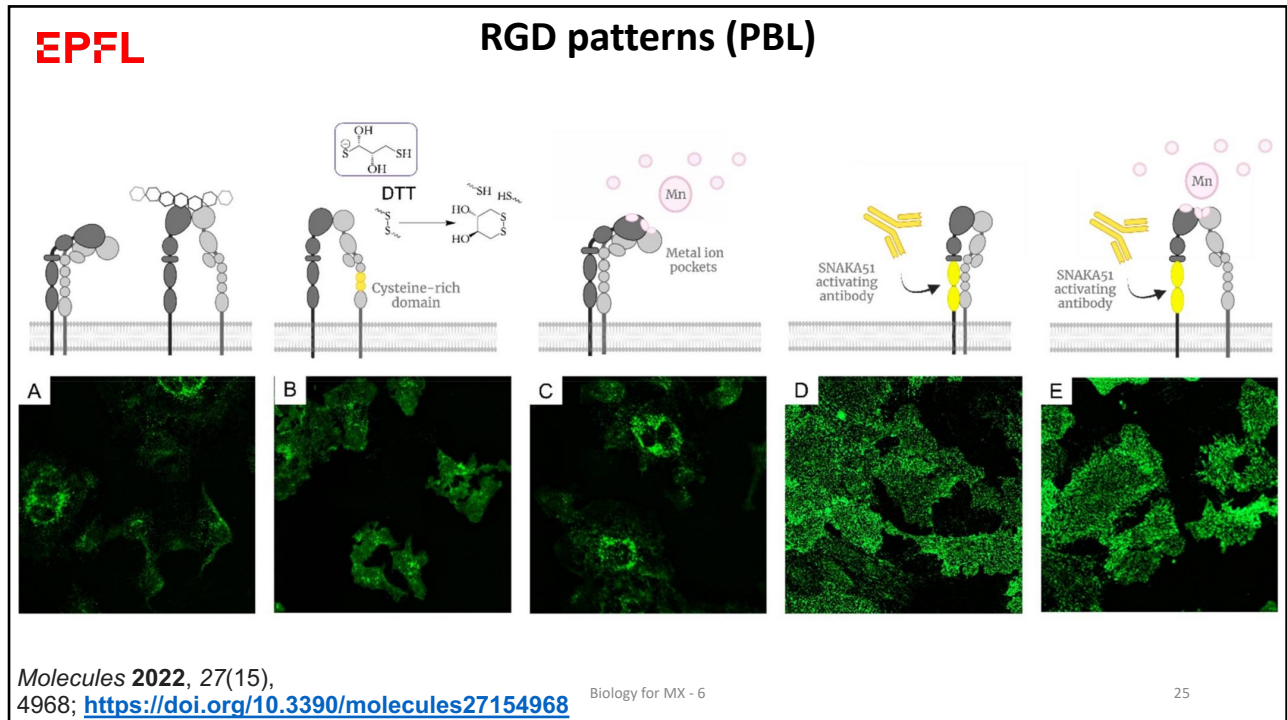 EPFL
RGD patterns (PBL)
OH
S
SH
OH
DTT
S
S
SH
HS
HO
S
HO
S
Cysteine-rich
domain
Mn
Metal ion
pockets
SNAKA51
activating
antibody
Mn
SNAKA51
activating
antibody
A
B
C
D
E
Molecules 2022, 27(15),
4968; https://doi.org/10.3390/molecules27154968
Biology for MX - 6
25